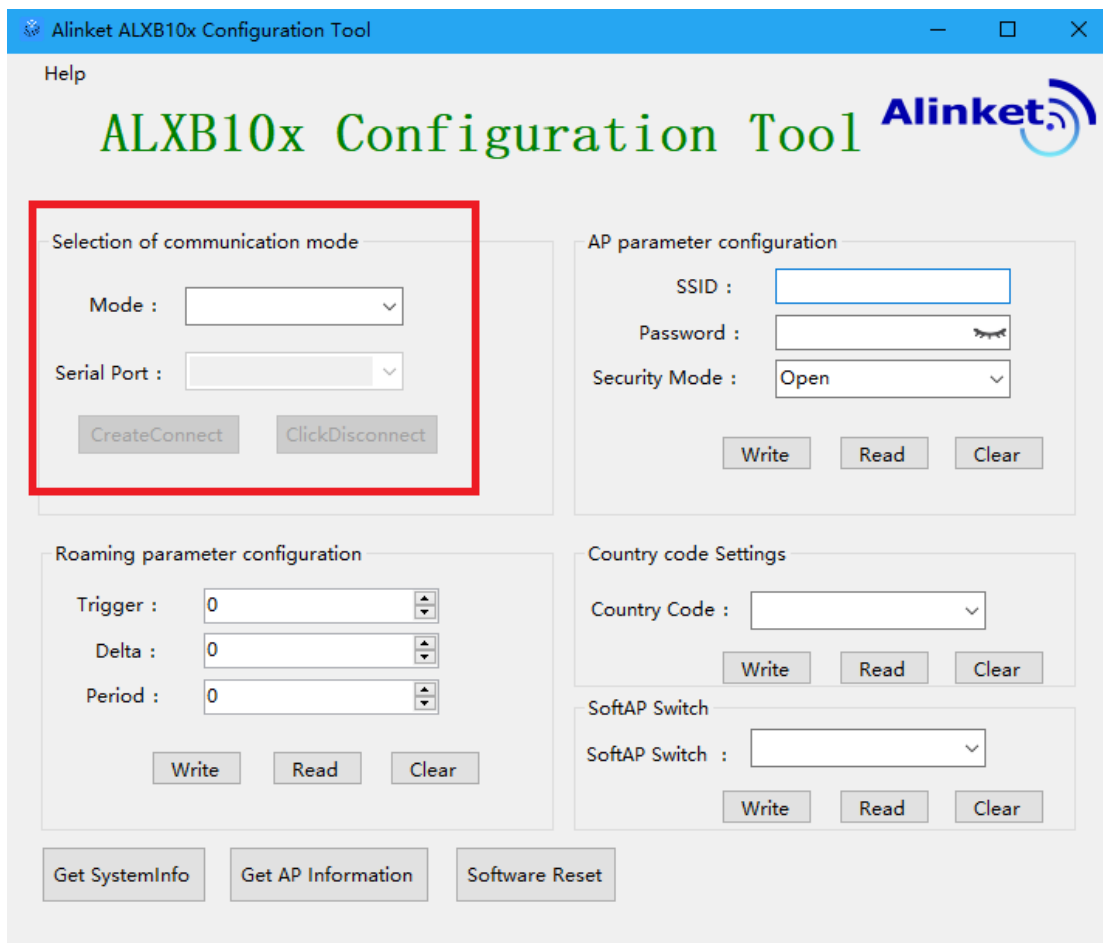 Alinket ALXB10x Configuration Tool
Help
ALXB10x Configuration Tool
Alinket
Selection of communication mode
Mode :
Serial Port :
CreateConnect ClickDisconnect
AP parameter configuration
SSID :
Password :
Security Mode : Open
Write Read Clear
Roaming parameter configuration
Trigger : 0
Delta : 0
Period : 0
Write Read Clear
Country code Settings
Country Code :
Write Read Clear
SoftAP Switch
SoftAP Switch :
Write Read Clear
Get SystemInfo Get AP Information Software Reset